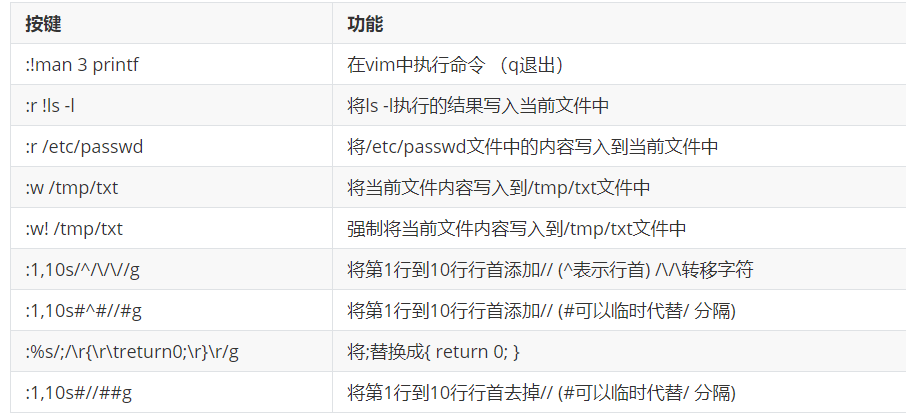 按键 功能
:!man 3 printf 在vim中执行命令 （q退出）
:r !ls -l 将ls -l执行的结果写入当前文件中
:r /etc/passwd 将/etc/passwd文件中的内容写入到当前文件中
:w /tmp/txt 将当前文件内容写入到/tmp/txt文件中
:w! /tmp/txt 强制将当前文件内容写入到/tmp/txt文件中
:1,10s/^/\/\//g 将第1行到10行行首添加// (^表示行首) /\/\转移字符
:1,10s#^#//#g 将第1行到10行行首添加// (#可以临时代替/ 分隔)
:%s/;/\r{\r\treturn0;\r}\r/g 将;替换成{ return 0; }
:1,10s#//##g 将第1行到10行行首去掉// (#可以临时代替/ 分隔)